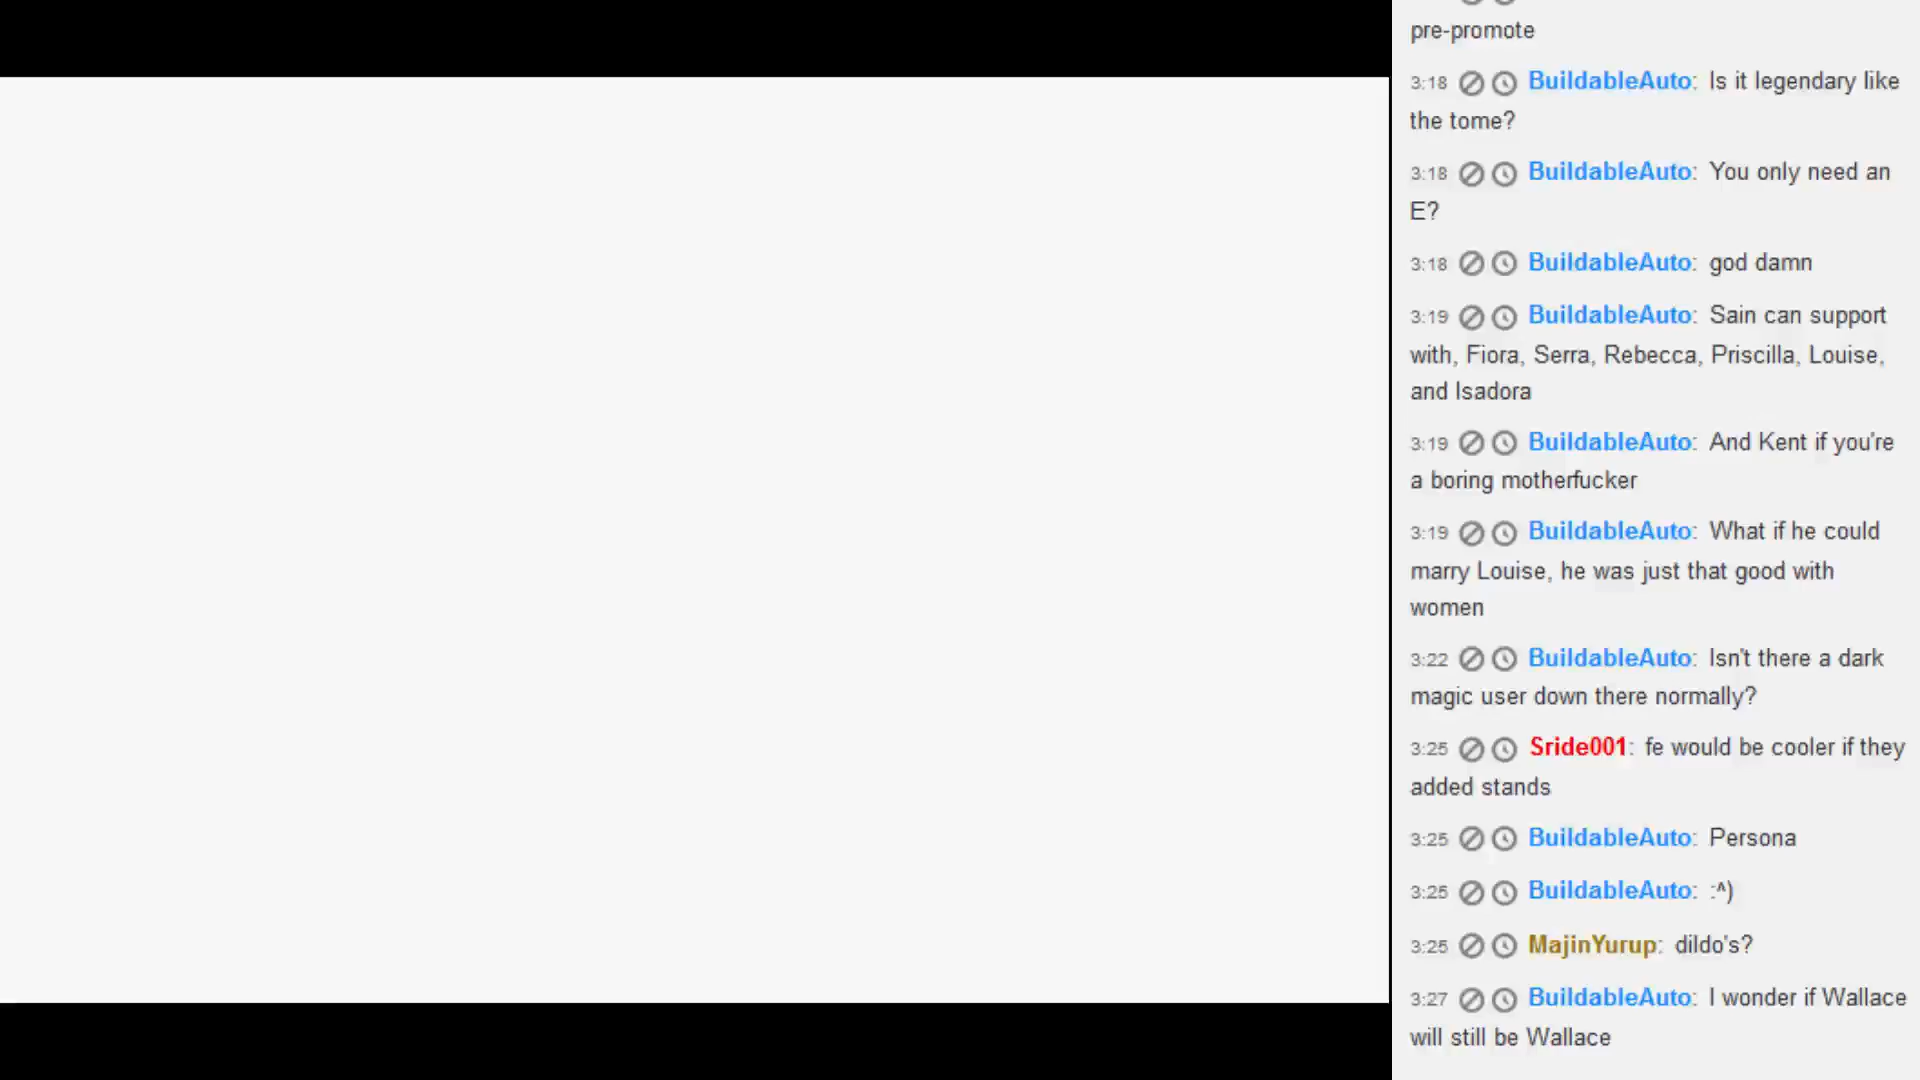 pre-promote
3:18 BuildableAuto: Is it legendary like
the tome?
3:18 BuildableAuto: You only need an
E?
3:18 BuildableAuto: god damn
3:19 BuildableAuto: Sain can support
with, Fiora, Serra, Rebecca, Priscilla, Louise,
and Isadora
3:19 BuildableAuto: And Kent if you're
a boring motherfucker
3:19 BuildableAuto: What if he could
marry Louise, he was just that good with
women
3:22 BuildableAuto: Isn't there a dark
magic user down there normally?
3:25 Sride001: fe would be cooler if they
added stands
3:25 BuildableAuto: Persona
3:25 BuildableAuto: :^)
3:25 MajinYurup: dildo's?
3:27 BuildableAuto: I wonder if Wallace
will still be Wallace